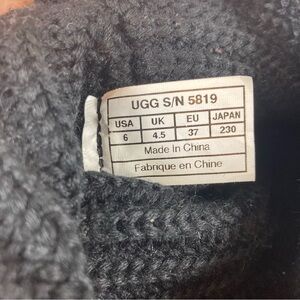 UGG S/N 5819
USA UK EU JAPAN
6 4.5 37 230
Made In China
Fabrique en Chine